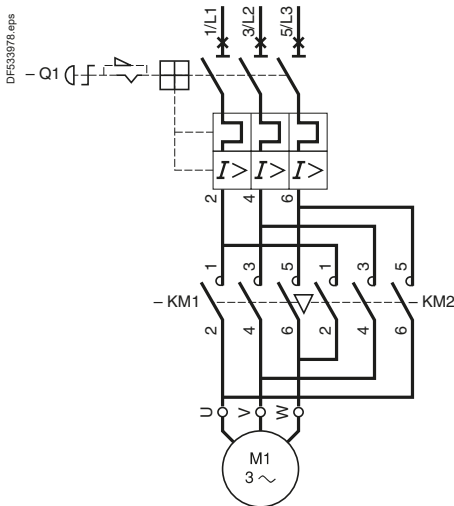 DF533978.eps
1/L1 3/L2 5/L3
– Q1
I > I > I >
2 4 6
1 3 5 1 3 5
– KM1 – KM2
2 4 6 2 4 6
U V W
M1
3 ~